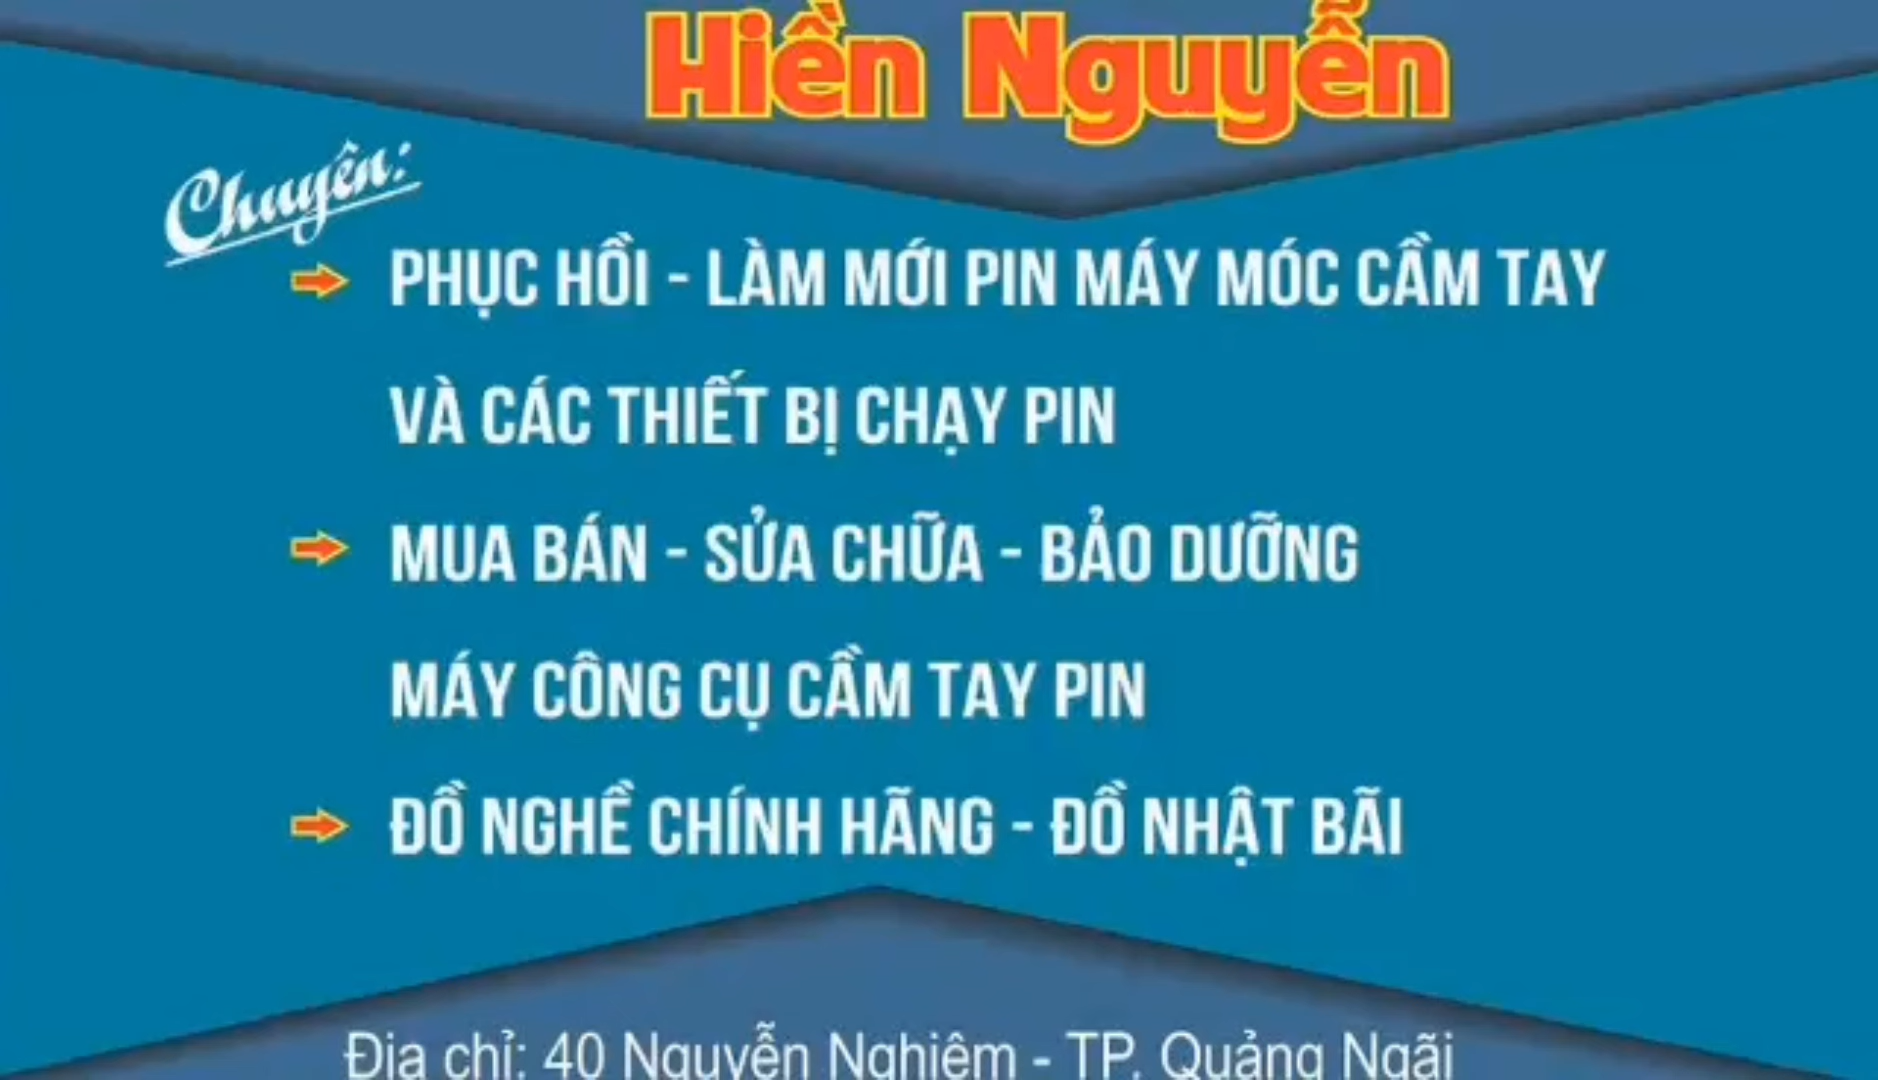 Hiền Nguyễn
Chuyên:
PHỤC HỒI - LÀM MỚI PIN MÁY MÓC CẦM TAY
VÀ CÁC THIẾT BỊ CHẠY PIN
MUA BÁN - SỬA CHỮA - BẢO DƯỠNG
MÁY CÔNG CỤ CẦM TAY PIN
ĐỒ NGHỀ CHÍNH HÃNG - ĐỒ NHẬT BÃI
Địa chỉ: 40 Nguyễn Nghiêm - TP. Quảng Ngãi